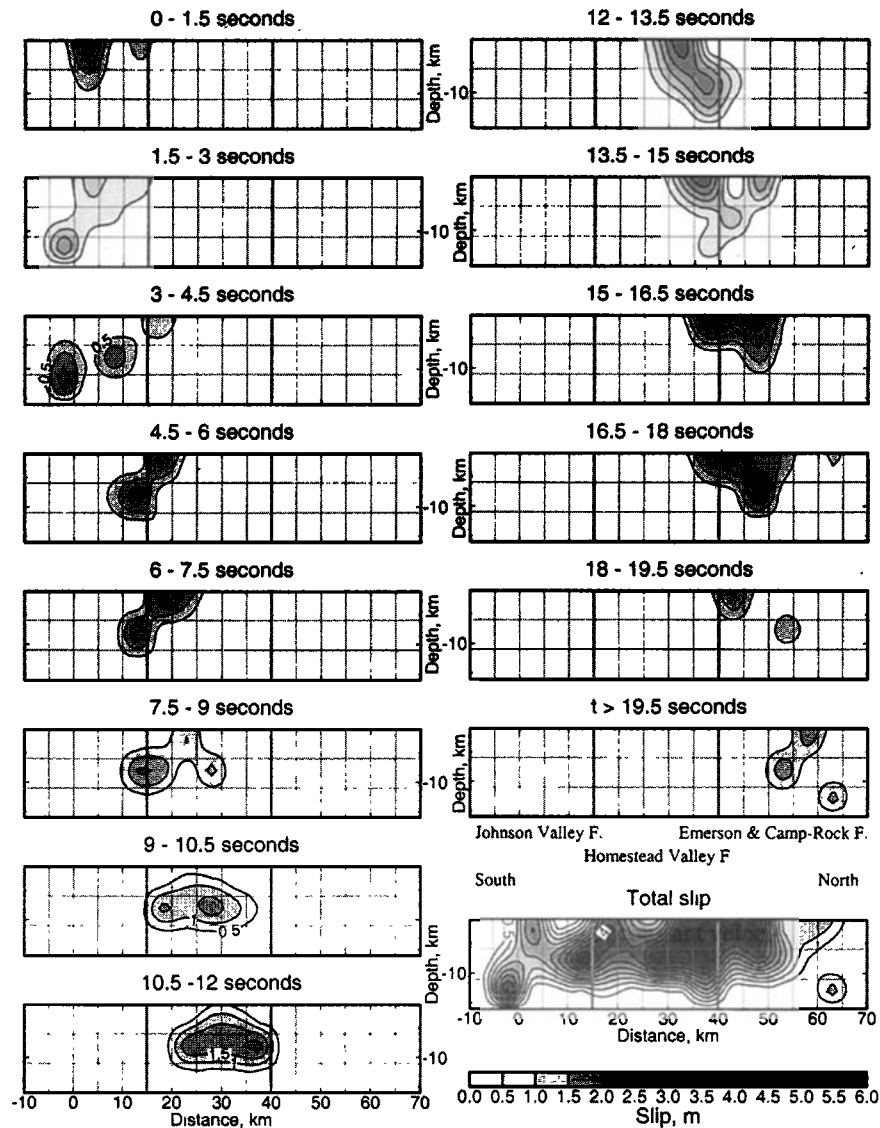 0 - 1.5 seconds
1.5 - 3 seconds
3 - 4.5 seconds
0.5
0.5
4.5 - 6 seconds
6 - 7.5 seconds
7.5 - 9 seconds
9 - 10.5 seconds
0.5
10.5 -12 seconds
1.5
-10 0 10 20 30 40 70
Distance, km
12 - 13.5 seconds
Depth, km
-10
13.5 - 15 seconds
Depth, km
-10
15 - 16.5 seconds
Depth, km
-10
16.5 - 18 seconds
Depth, km
-10
18 - 19.5 seconds
Depth, km
-10
t > 19.5 seconds
Depth, km
-10
Johnson Valley F.
Emerson & Camp-Rock F.
Homestead Valley F
South
North
Total slip
Depth, km
-10
-10 0 10 20 30 40 50 60 70
Distance, km
-10
0.0 0.5 1.0 1.5 2.0 2.5 3.0 3.5 4.0 4.5 5.0 5.5 6.0
Slip, m